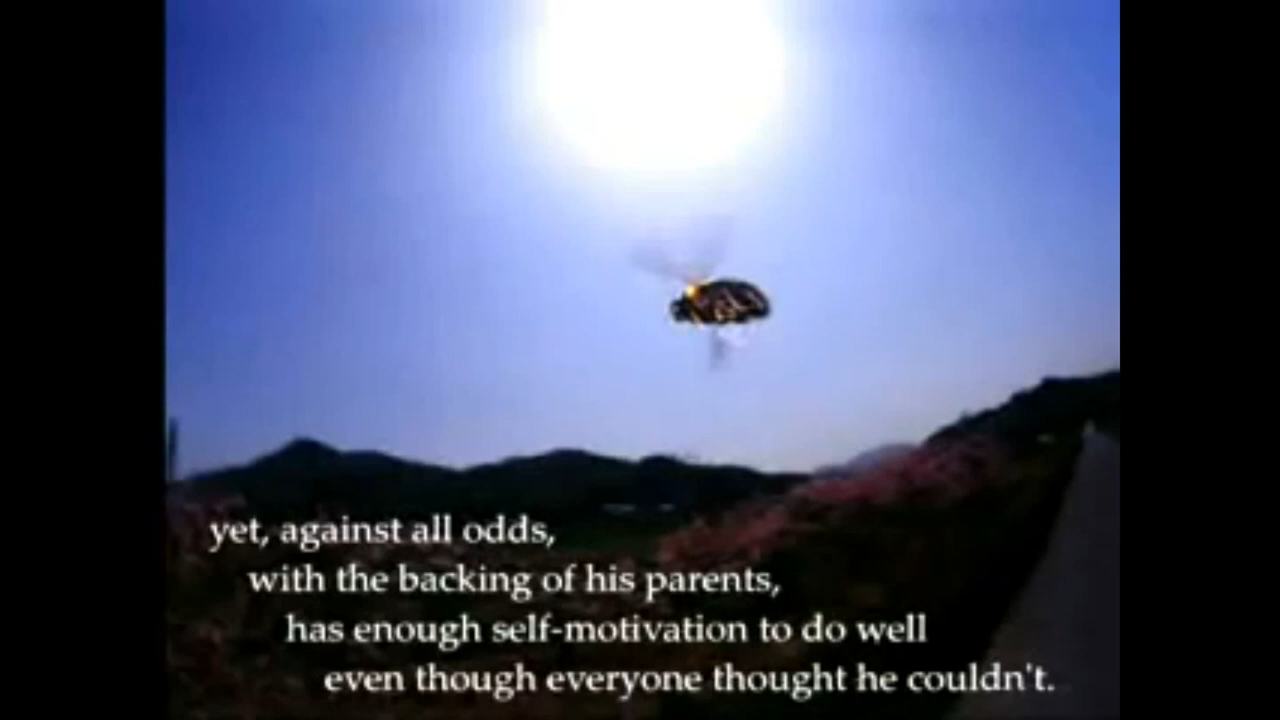 yet, against all odds,
with the backing of his parents,
has enough self-motivation to do well
even though everyone thought he couldn't.